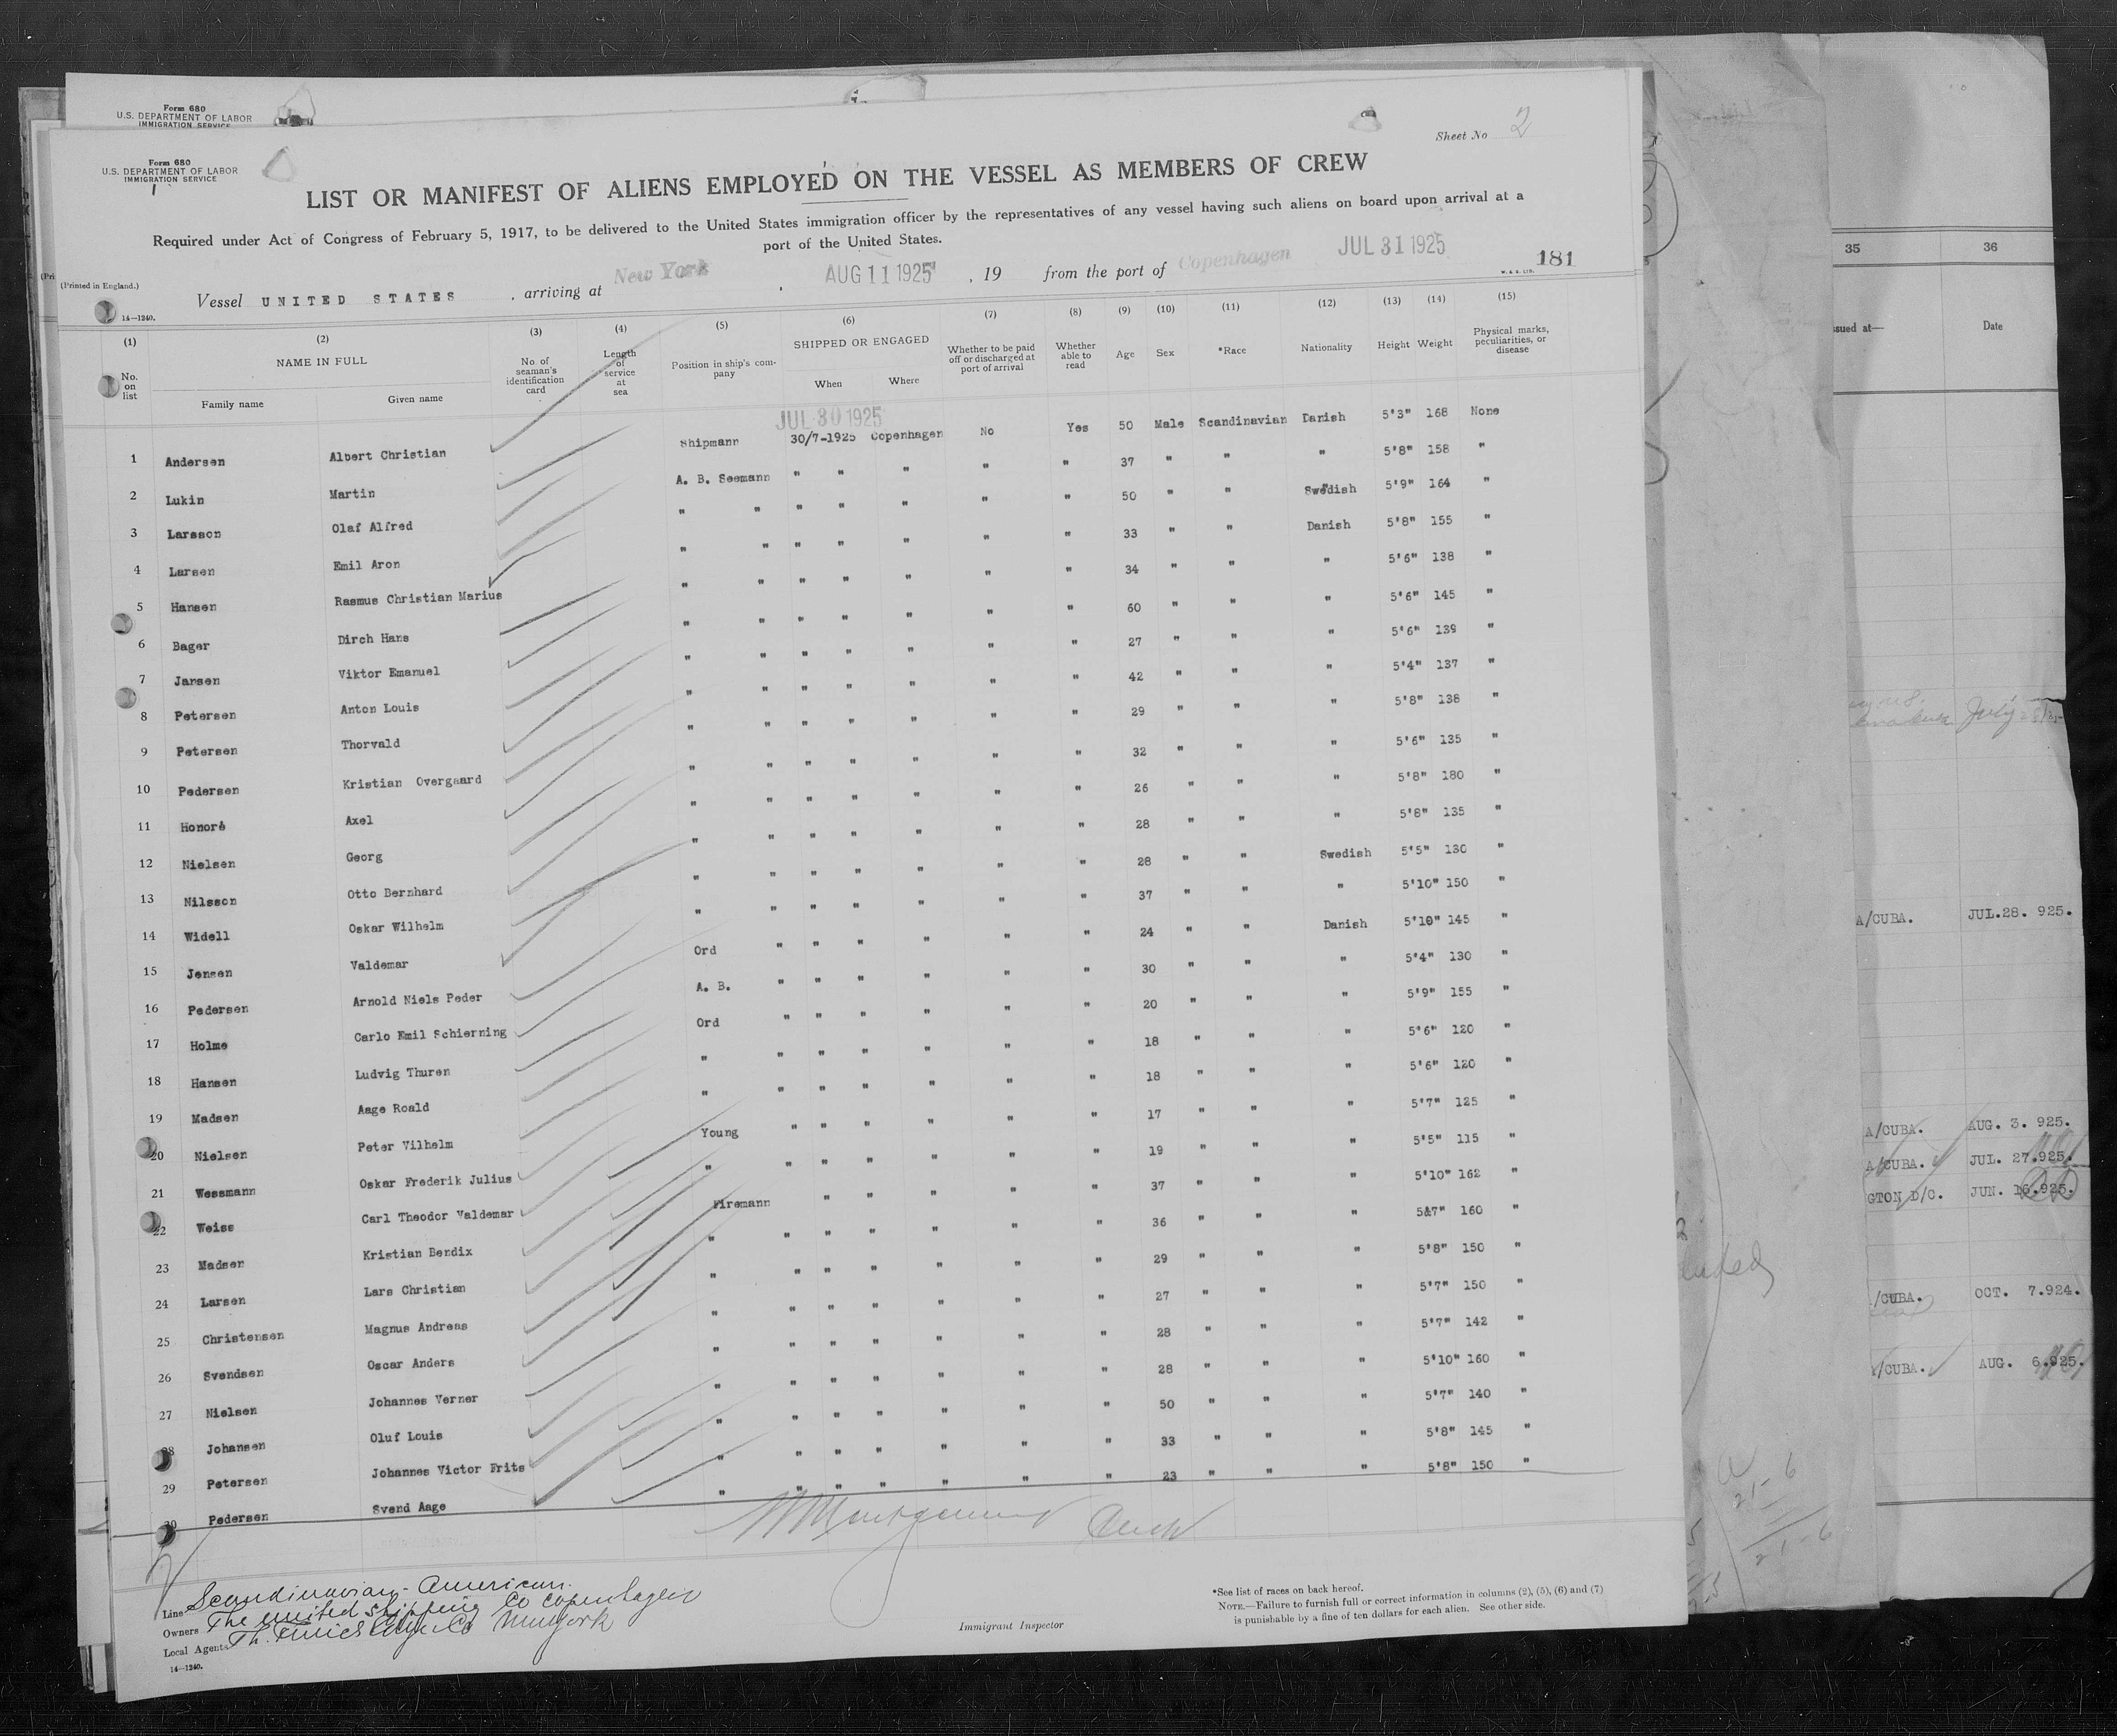 Form 680
U.S. DEPARTMENT OF LABOR
IMMIGRATION SERVICE
Form 680
U.S. DEPARTMENT OF LABOR
IMMIGRATION SERVICE
Sheet No 2
LIST OR MANIFEST OF ALIENS EMPLOYED ON THE VESSEL AS MEMBERS OF CREW
Required under Act of Congress of February 5, 1917, to be delivered to the United States immigration officer by the representatives of any vessel having such aliens on board upon arrival at a
port of the United States.
(Printed in England.)
Vessel UNITED STATES , arriving at New York , AUG 11 1925 , 19 from the port of Copenhagen JUL 31 1925 181
14—1240.
(1) (2) (3) (4) (5) (6) (7) (8) (9) (10) (11) (12) (13) (14) (15)
No. on list NAME IN FULL Family name Given name No. of seaman's identification card Length of service at sea Position in ship's company SHIPPED OR ENGAGED When Where Whether to be paid off or discharged at port of arrival Whether able to read Age Sex *Race Nationality Height Weight Physical marks, peculiarities, or disease
JUL 30 1925
1 Andersen Albert Christian Shipmann 30/7-1925 Copenhagen No Yes 50 Male Scandinavian Danish 5'3" 168 None
2 Lukin Martin A. B. Seemann " " " " " 37 " " " 5'8" 158 "
3 Larsson Olaf Alfred " " " " " " " 50 " " Swedish 5'9" 164 "
4 Larsen Emil Aron " " " " " " " 33 " " Danish 5'8" 155 "
5 Hansen Rasmus Christian Marius " " " " " " " 34 " " " 5'6" 138 "
6 Bager Dirch Hans " " " " " " " 60 " " " 5'6" 145 "
7 Jansen Viktor Emanuel " " " " " " " 27 " " " 5'6" 139 "
8 Petersen Anton Louis " " " " " " " 42 " " " 5'4" 137 "
9 Petersen Thorvald " " " " " " " 29 " " " 5'8" 138 "
10 Pedersen Kristian Overgaard " " " " " " " 32 " " " 5'6" 135 "
11 Honoré Axel " " " " " " " 26 " " " 5'8" 180 "
12 Nielsen Georg " " " " " " " 28 " " " 5'8" 135 "
13 Nilsson Otto Bernhard " " " " " " " 28 " " Swedish 5'5" 130 "
14 Widell Oskar Wilhelm " " " " " " " 37 " " " 5'10" 150 "
15 Jensen Valdemar Ord " " " " " 24 " " Danish 5'10" 145 "
16 Pedersen Arnold Niels Peder A. B. " " " " " 30 " " " 5'4" 130 "
17 Holme Carlo Emil Schierning Ord " " " " " 20 " " " 5'9" 155 "
18 Hansen Ludvig Thuren " " " " " " 18 " " " 5'6" 120 "
19 Madsen Aage Roald " " " " " " 18 " " " 5'6" 120 "
20 Nielsen Peter Vilhelm Young " " " " " 17 " " " 5'7" 125 "
21 Wessmann Oskar Frederik Julius " " " " " " 19 " " " 5'5" 115 "
22 Weiss Carl Theodor Valdemar Firemann " " " " " 37 " " " 5'10" 162 "
23 Madsen Kristian Bendix " " " " " " 36 " " " 5&7" 160 "
24 Larsen Lars Christian " " " " " " 29 " " " 5'8" 150 "
25 Christensen Magnus Andreas " " " " " " 27 " " " 5'7" 150 "
26 Svendsen Oscar Anders " " " " " " 28 " " " 5'7" 142 "
27 Nielsen Johannes Verner " " " " " " 28 " " " 5'10" 160 "
28 Johansen Oluf Louis " " " " " " 50 " " " 5'7" 140 "
29 Petersen Johannes Victor Frits " " " " " " 33 " " " 5'8" 145 "
30 Pedersen Svend Aage " " " " " " 23 " " " 5'8" 150 "
Line Scandinavian-American.
Owners The united Shipping Co Copenhagen
Local Agents
14—1240.
Immigrant Inspector
*See list of races on back hereof.
NOTE.—Failure to furnish full or correct information in columns (2), (5), (6) and (7)
is punishable by a fine of ten dollars for each alien. See other side.
35 36
ssued at— Date
July
A/CUBA. JUL.28. 925.
A/CUBA. AUG. 3. 925.
A/CUBA. JUL. 27.925.
GTON D/C. JUN. 16.925.
/CUBA. OCT. 7.924.
/CUBA. AUG. 6.925.